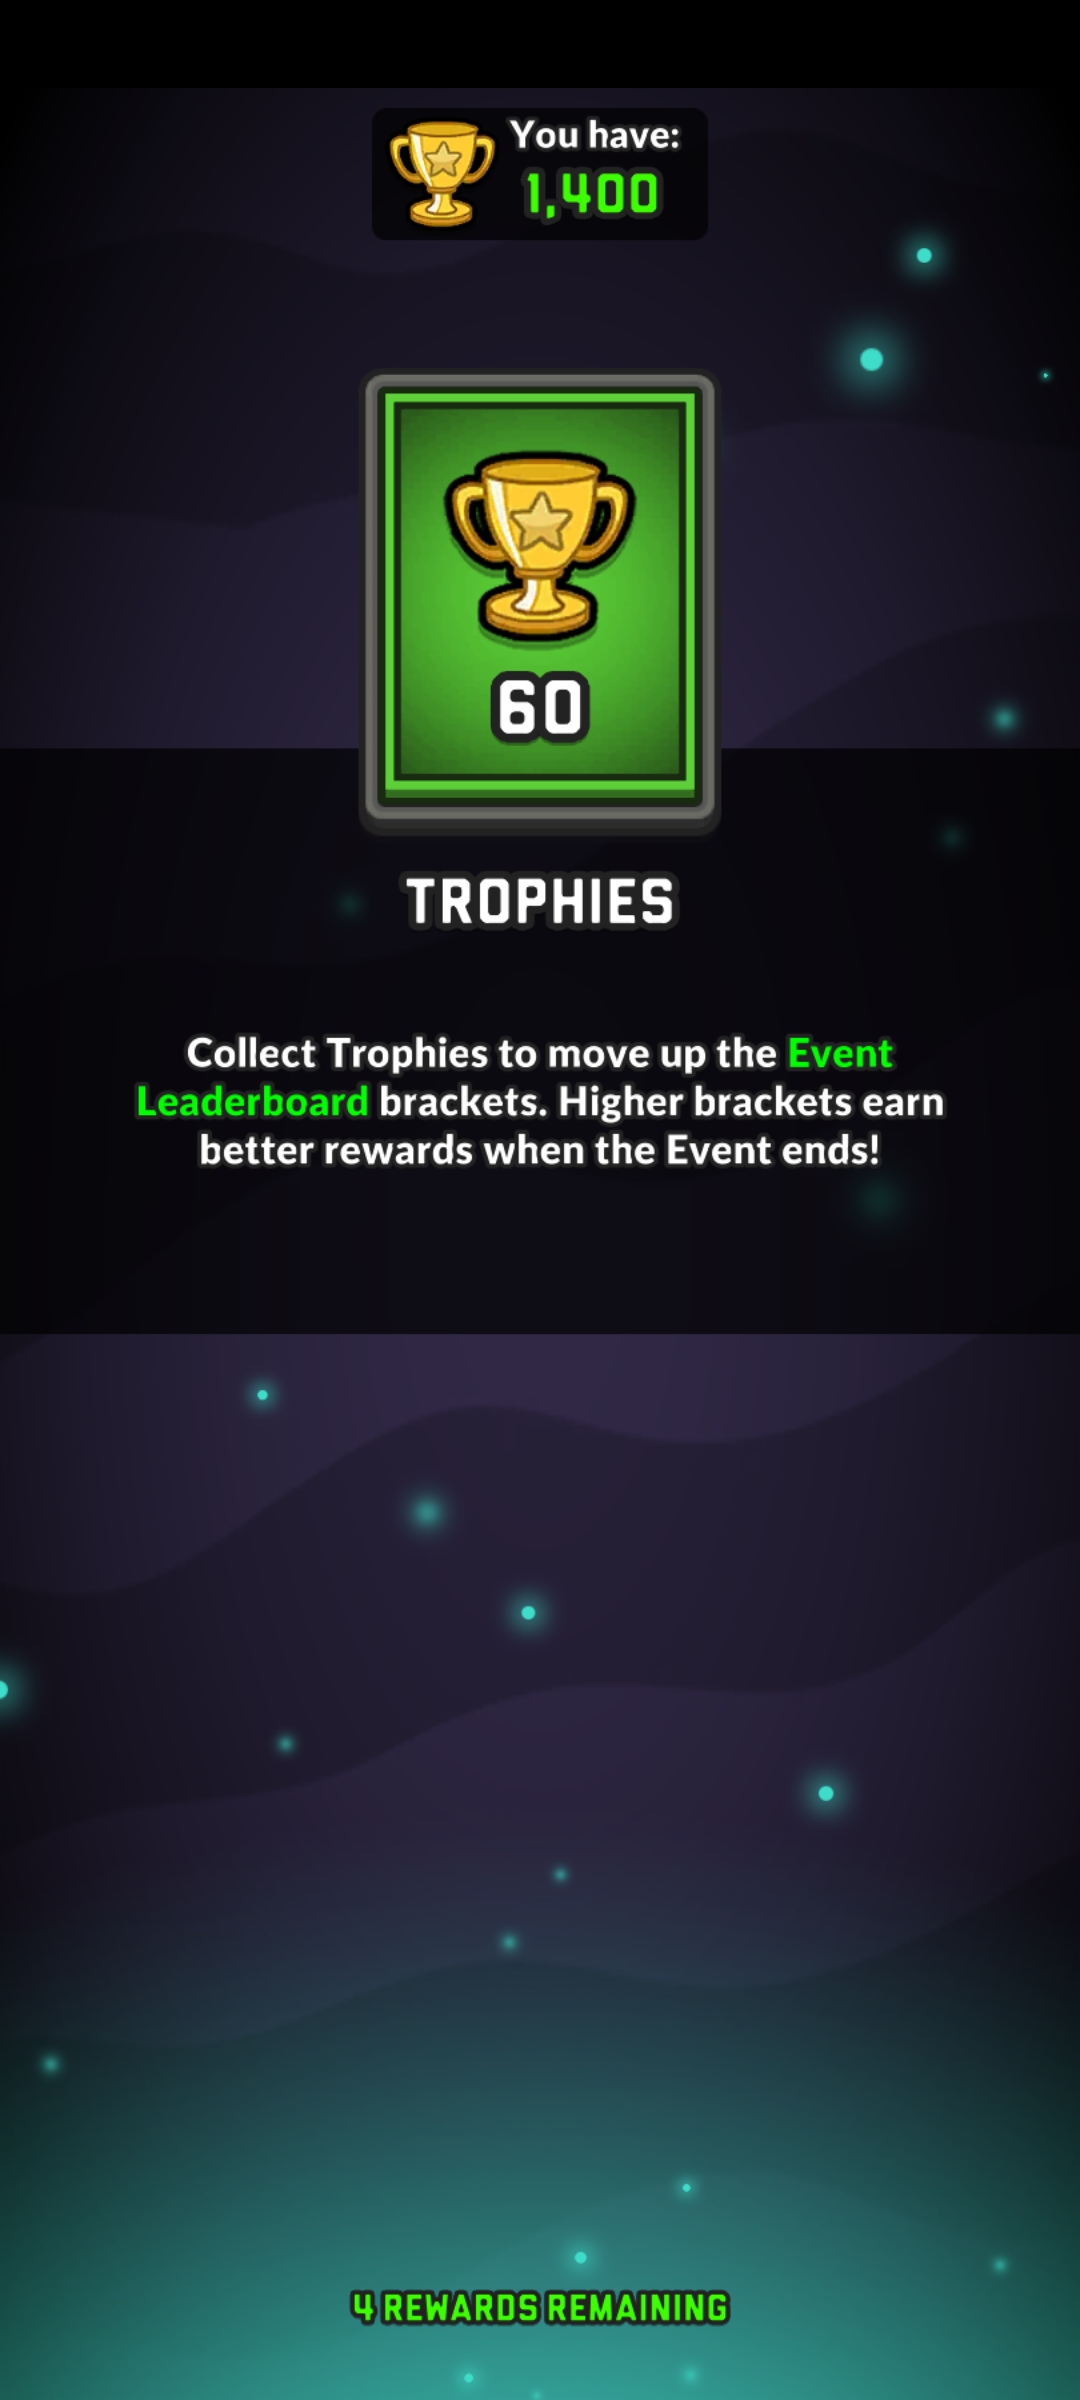 You have:
1,400
60
TROPHIES
Collect Trophies to move up the Event
Leaderboard brackets. Higher brackets earn
better rewards when the Event ends!
4 REWARDS REMAINING